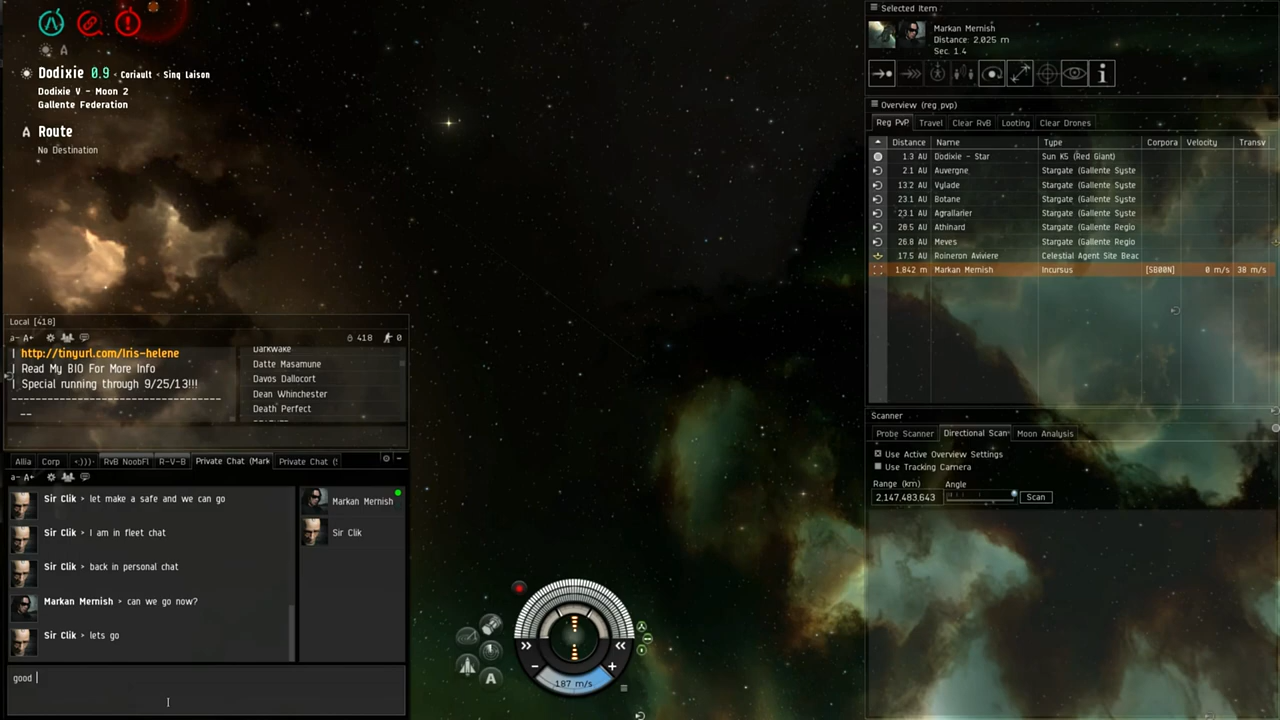 Dodixie 0.9 < Coriault < Sinq Laison
Dodixie V - Moon 2
Gallente Federation
A Route
No Destination
Local [418]
a- A+ 418 0
http://tinyurl.com/Iris-helene
Read My BIO For More Info
Special running through 9/25/13!!!
-----------------------------------
--
Darkwake
Datte Masamune
Davos Dallocort
Dean Whinchester
Death Perfect
Allia Corp <:))) RvB NoobFl R-V-B Private Chat (Mark Private Chat (S
a- A+
Sir Clik > let make a safe and we can go
Sir Clik > I am in fleet chat
Sir Clik > back in personal chat
Markan Mernish > can we go now?
Sir Clik > lets go
Markan Mernish
Sir Clik
good
187 m/s
A
Selected Item
Markan Mernish
Distance: 2,025 m
Sec. 1.4
Overview (reg pvp)
Reg PvP Travel Clear RvB Looting Clear Drones
Distance Name Type Corpora Velocity Transv
1.3 AU Dodixie - Star Sun K5 (Red Giant)
2.1 AU Auvergne Stargate (Gallente Syste
13.2 AU Vylade Stargate (Gallente Syste
23.1 AU Botane Stargate (Gallente Syste
23.1 AU Agrallarier Stargate (Gallente Syste
20.5 AU Athinard Stargate (Gallente Regio
26.8 AU Meves Stargate (Gallente Regio
17.5 AU Roineron Aviviere Celestial Agent Site Beac
1,842 m Markan Mernish Incursus [SB00N] 0 m/s 38 m/s
Scanner
Probe Scanner Directional Scan Moon Analysis
Use Active Overview Settings
Use Tracking Camera
Range (km) Angle
2,147,483,643 Scan